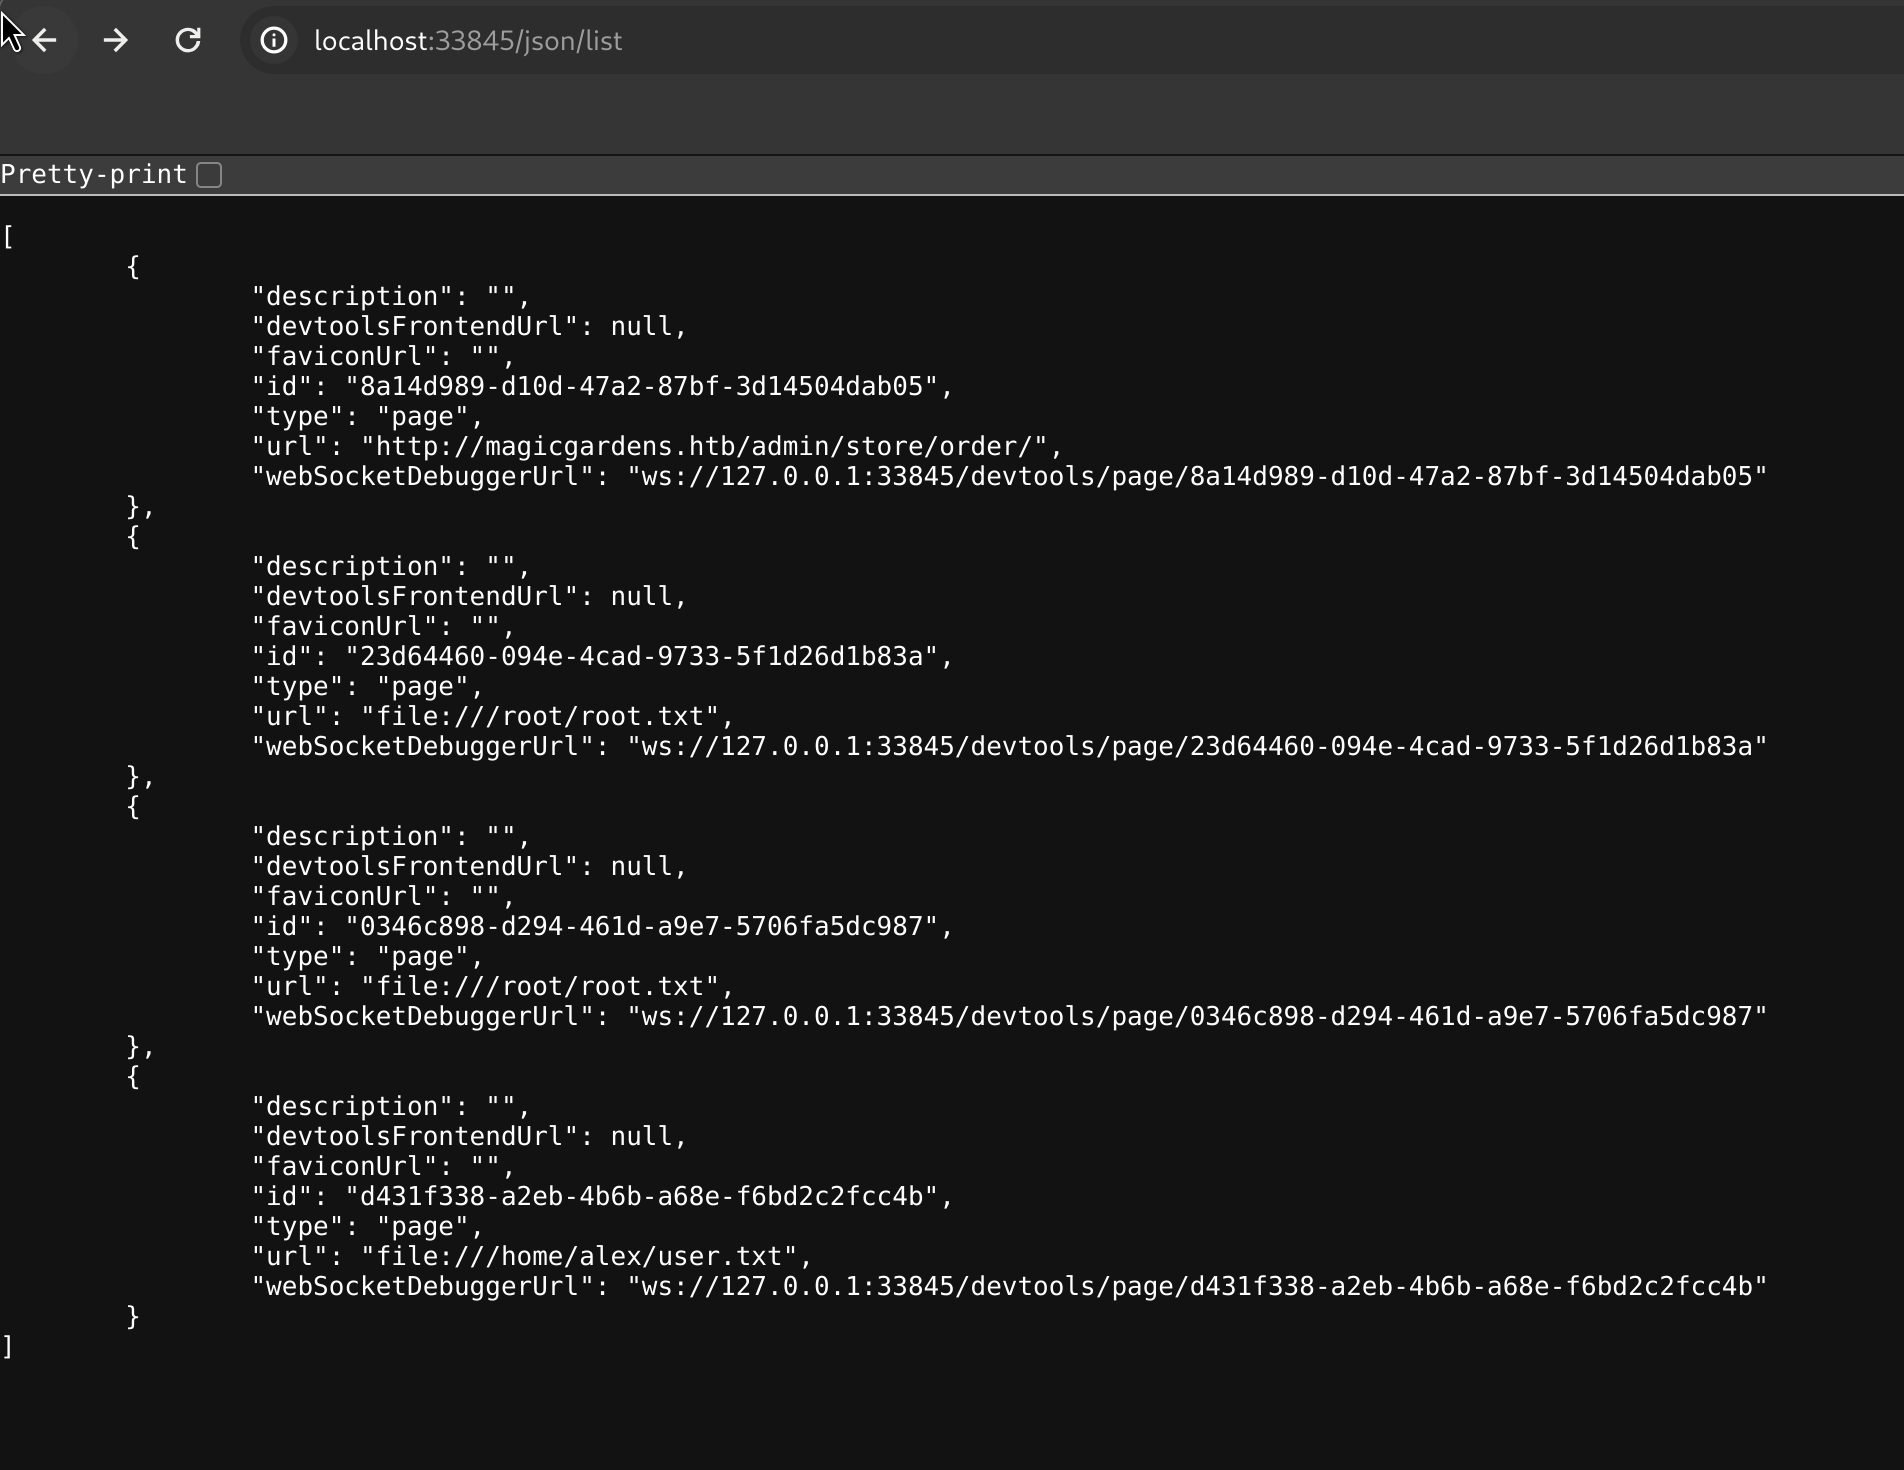 localhost:33845/json/list
Pretty-print
[
{
"description": "",
"devtoolsFrontendUrl": null,
"faviconUrl": "",
"id": "8a14d989-d10d-47a2-87bf-3d14504dab05",
"type": "page",
"url": "http://magicgardens.htb/admin/store/order/",
"webSocketDebuggerUrl": "ws://127.0.0.1:33845/devtools/page/8a14d989-d10d-47a2-87bf-3d14504dab05"
},
{
"description": "",
"devtoolsFrontendUrl": null,
"faviconUrl": "",
"id": "23d64460-094e-4cad-9733-5f1d26d1b83a",
"type": "page",
"url": "file:///root/root.txt",
"webSocketDebuggerUrl": "ws://127.0.0.1:33845/devtools/page/23d64460-094e-4cad-9733-5f1d26d1b83a"
},
{
"description": "",
"devtoolsFrontendUrl": null,
"faviconUrl": "",
"id": "0346c898-d294-461d-a9e7-5706fa5dc987",
"type": "page",
"url": "file:///root/root.txt",
"webSocketDebuggerUrl": "ws://127.0.0.1:33845/devtools/page/0346c898-d294-461d-a9e7-5706fa5dc987"
},
{
"description": "",
"devtoolsFrontendUrl": null,
"faviconUrl": "",
"id": "d431f338-a2eb-4b6b-a68e-f6bd2c2fcc4b",
"type": "page",
"url": "file:///home/alex/user.txt",
"webSocketDebuggerUrl": "ws://127.0.0.1:33845/devtools/page/d431f338-a2eb-4b6b-a68e-f6bd2c2fcc4b"
}
]